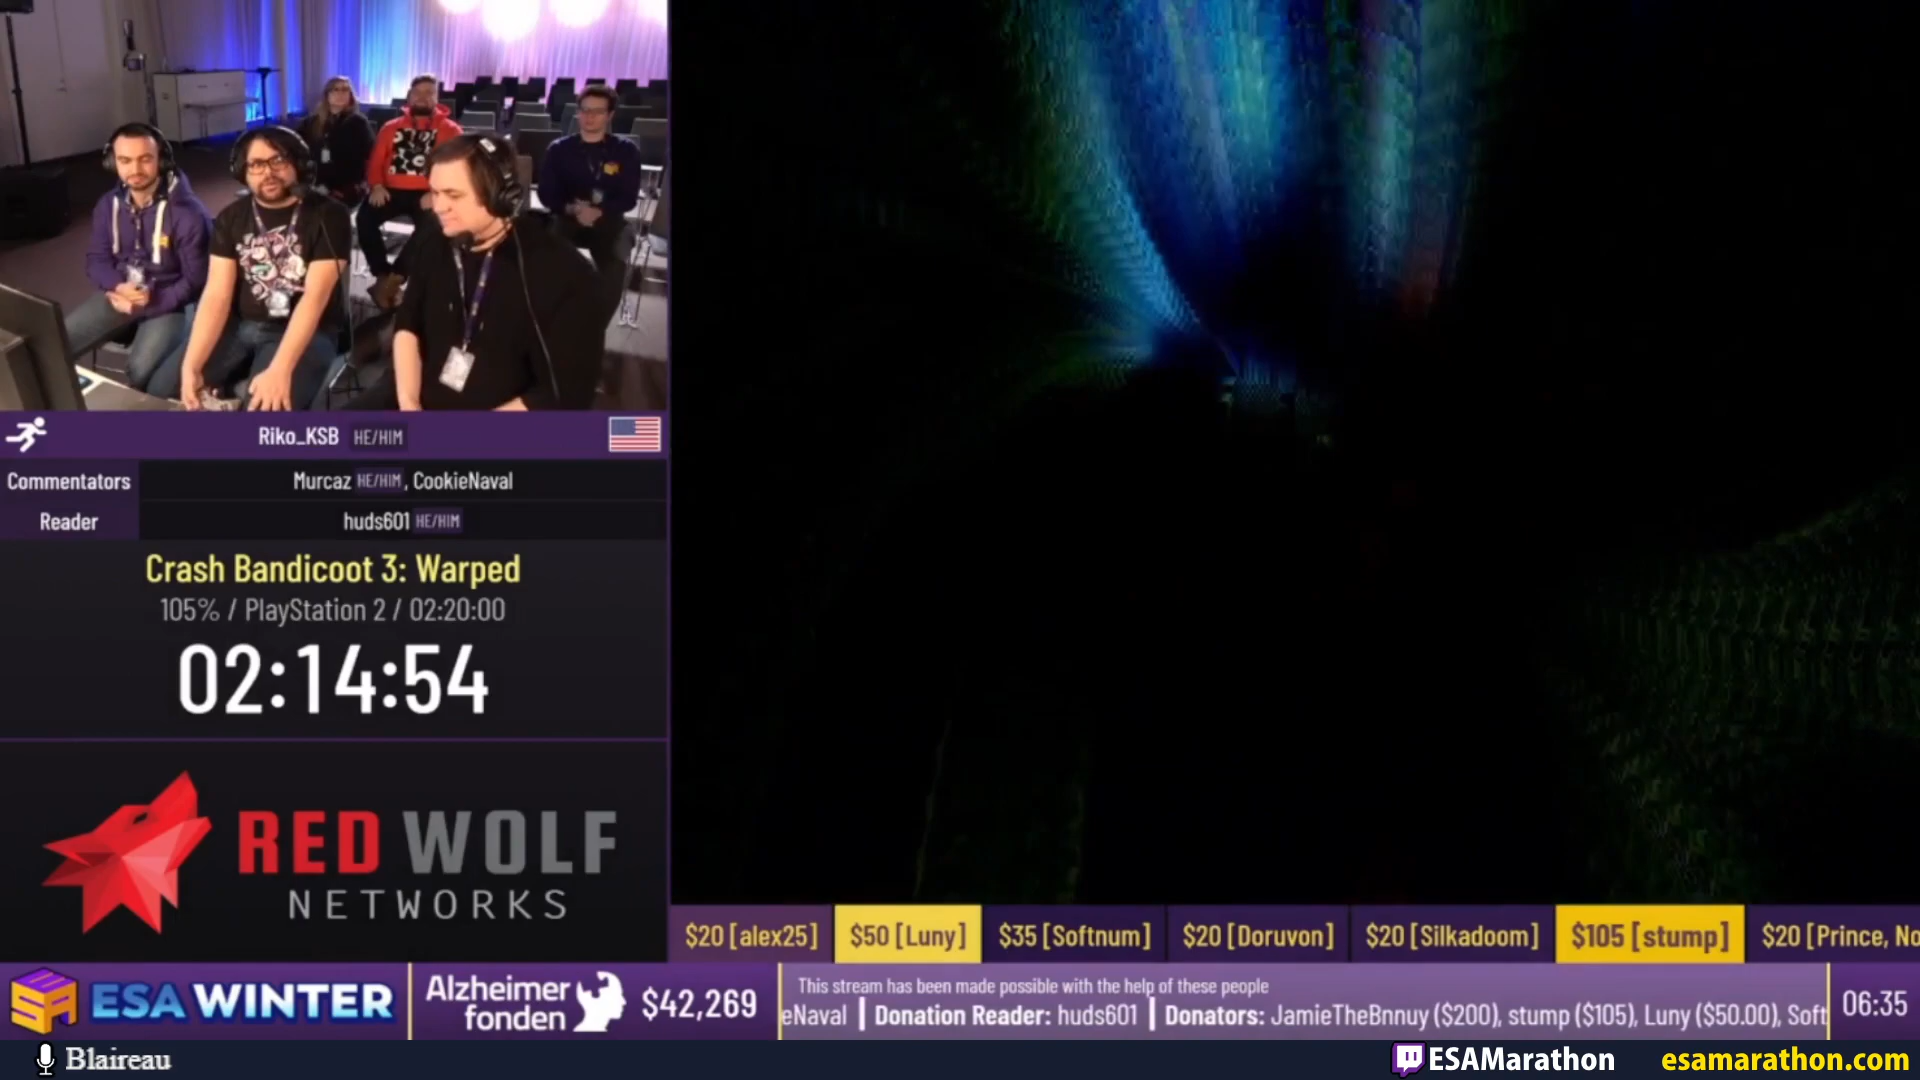 Riko_KSB HE/HIM
Commentators Murcaz HE/HIM, CookieNaval
Reader huds601 HE/HIM
Crash Bandicoot 3: Warped
105% / PlayStation 2 / 02:20:00
02:14:54
RED WOLF
NETWORKS
$20 [alex25] $50 [Luny] $35 [Softnum] $20 [Doruvon] $20 [Silkadoom] $105 [stump] $20 [Prince, No
ESA WINTER
Alzheimer
fonden
$42,269
This stream has been made possible with the help of these people
eNaval | Donation Reader: huds601 | Donators: JamieTheBnnuy ($200), stump ($105), Luny ($50.00), Soft
06:35
Blaireau
ESAMarathon
esamarathon.com